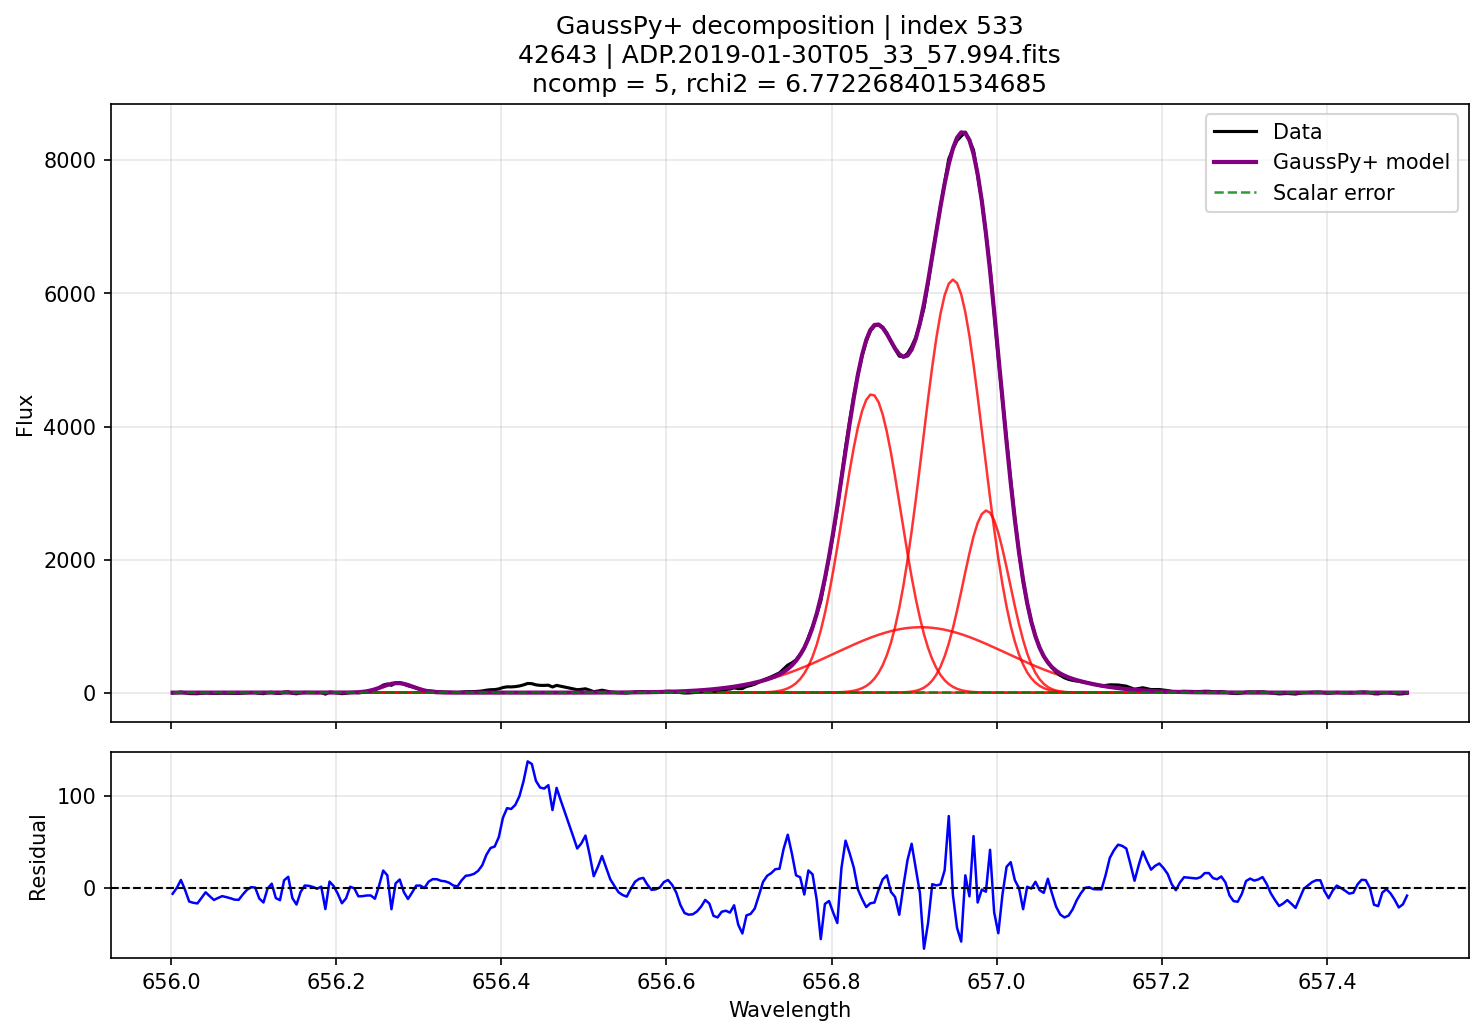 GaussPy+ decomposition | index 533
42643 | ADP.2019-01-30T05_33_57.994.fits
ncomp = 5, rchi2 = 6.772268401534685
Data
GaussPy+ model
Scalar error
8000
6000
4000
2000
0
Flux
100
0
Residual
656.0 656.2 656.4 656.6 656.8 657.0 657.2 657.4
Wavelength